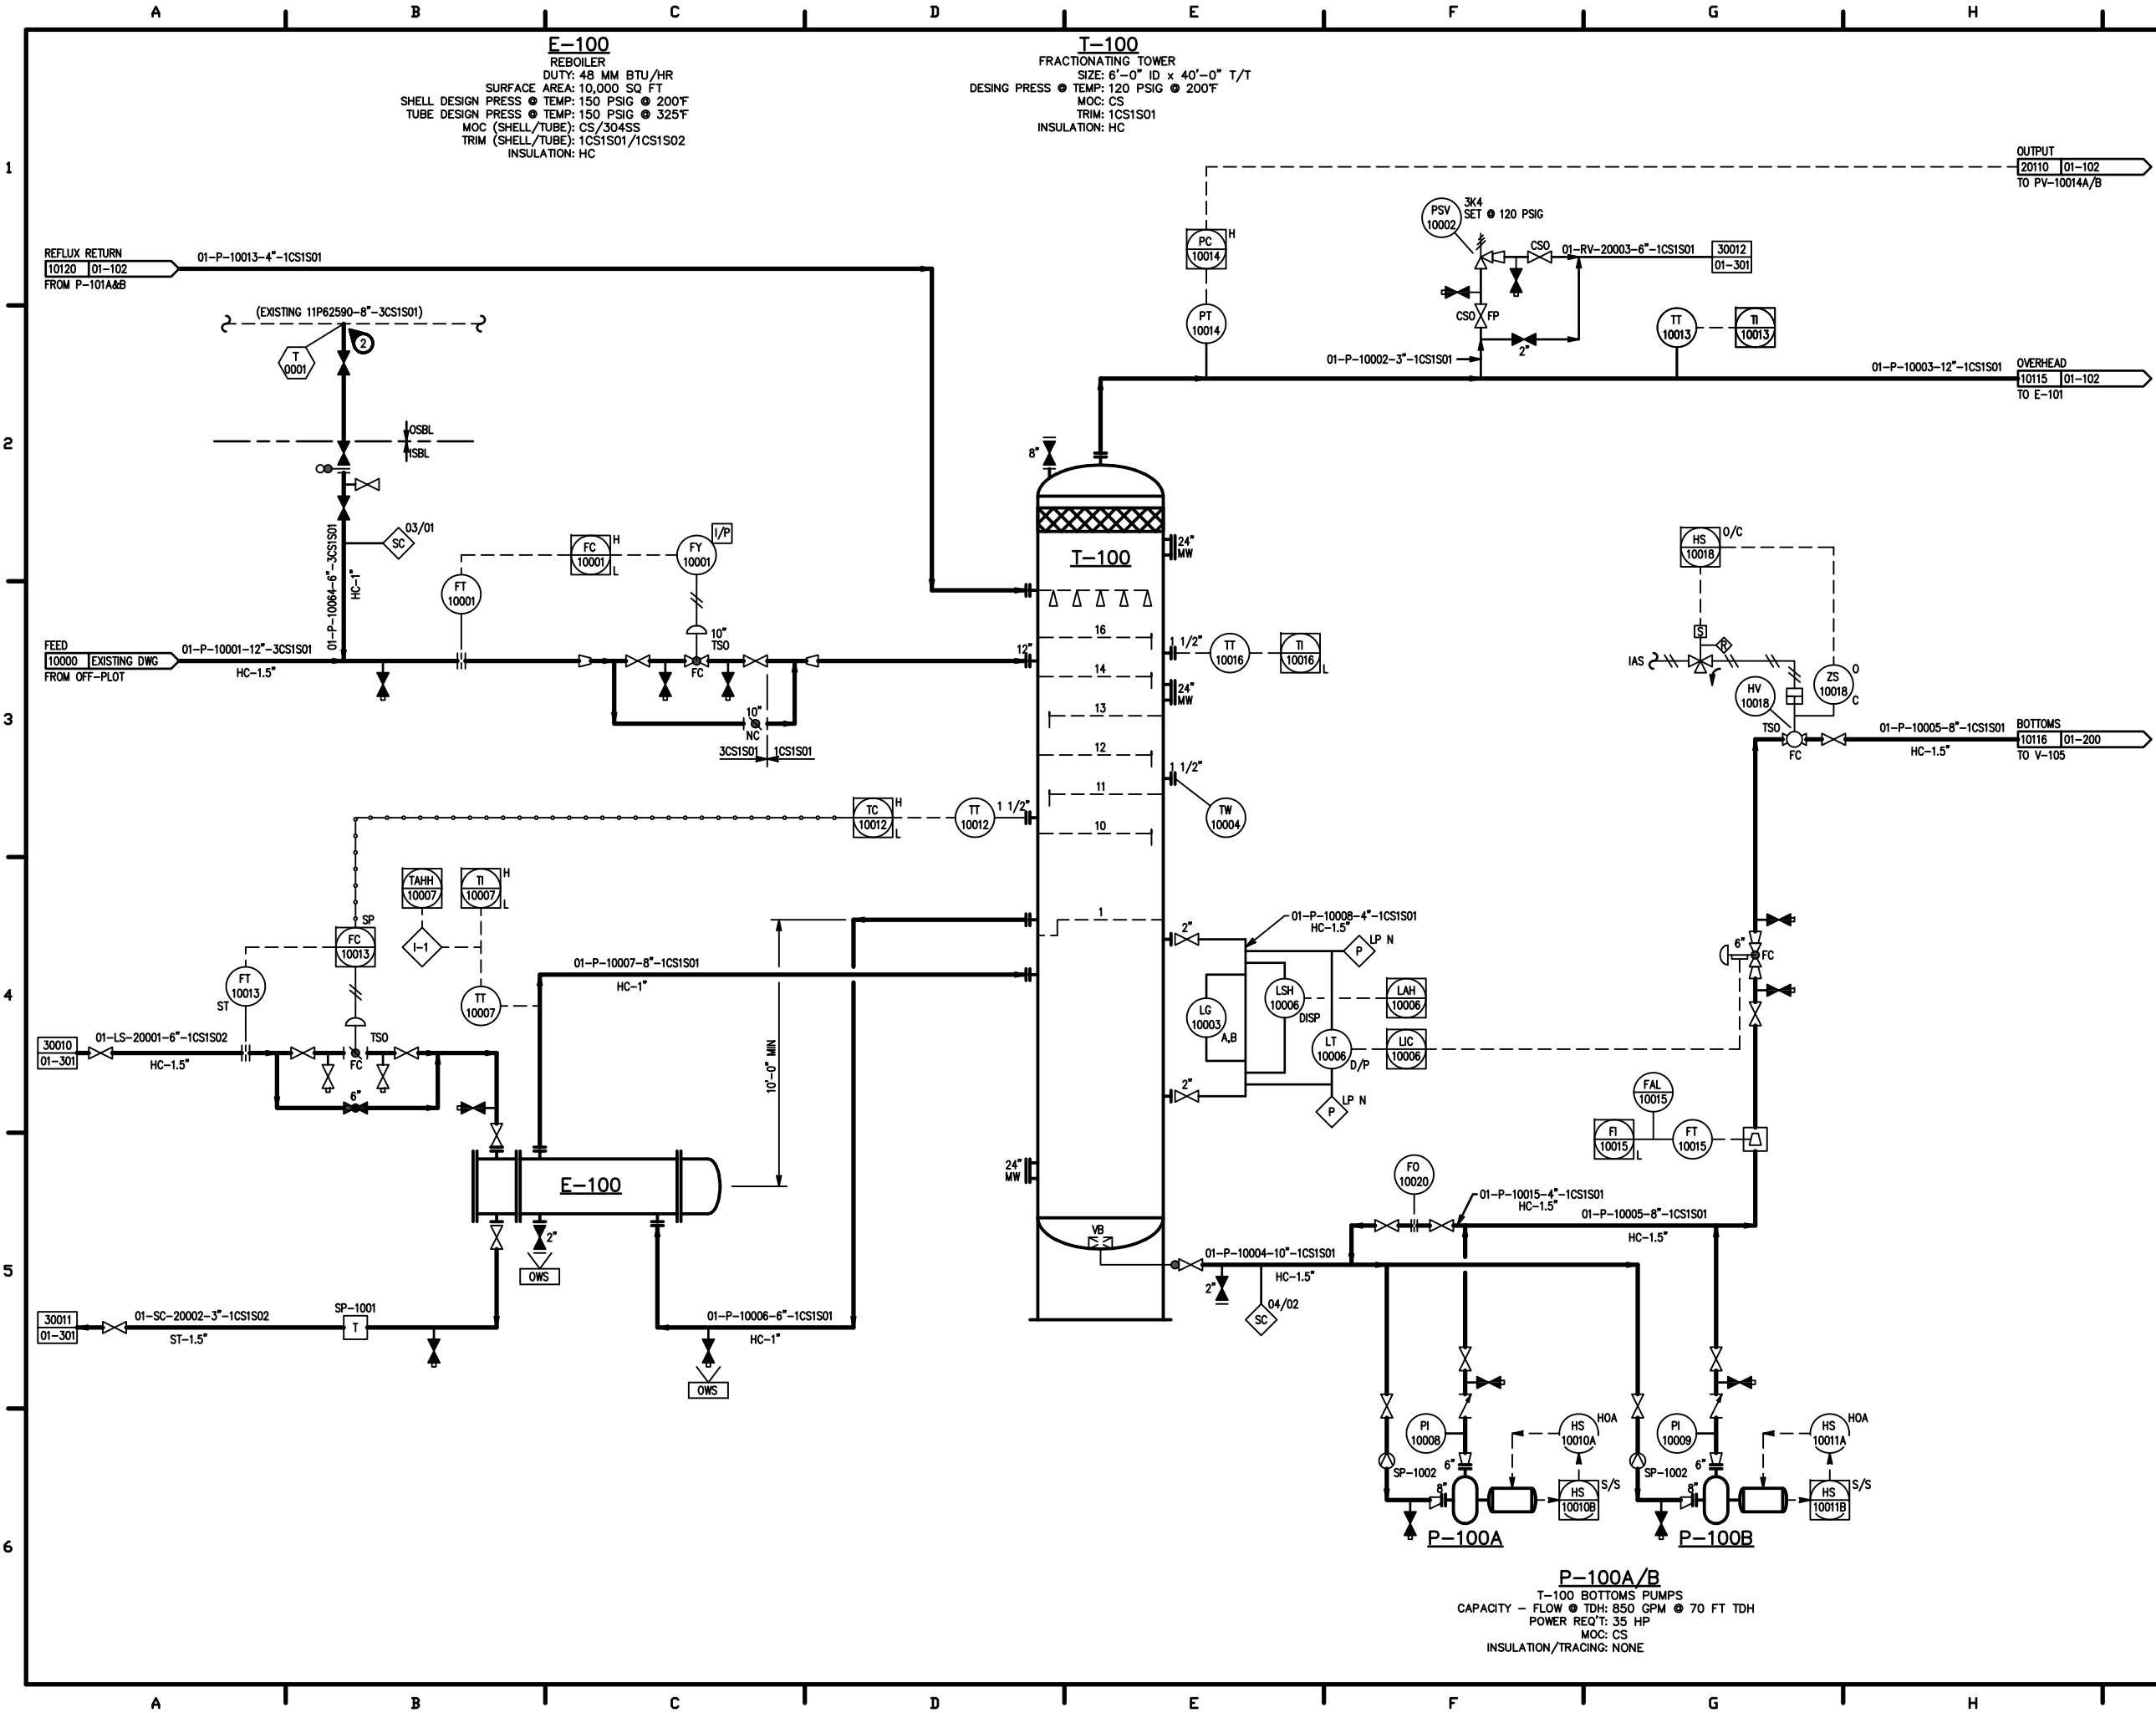 A B C D E F G H
E-100
REBOILER
DUTY: 48 MM BTU/HR
SURFACE AREA: 10,000 SQ FT
SHELL DESIGN PRESS @ TEMP: 150 PSIG @ 200°F
TUBE DESIGN PRESS @ TEMP: 150 PSIG @ 325°F
MOC (SHELL/TUBE): CS/304SS
TRIM (SHELL/TUBE): 1CS1S01/1CS1S02
INSULATION: HC
T-100
FRACTIONATING TOWER
SIZE: 6'-0" ID x 40'-0" T/T
DESING PRESS @ TEMP: 120 PSIG @ 200°F
MOC: CS
TRIM: 1CS1S01
INSULATION: HC
1
OUTPUT
20110 01-102
TO PV-10014A/B
PSV
10002
3K4
SET @ 120 PSIG
PC
10014
H
CSO
01-RV-20003-6"-1CS1S01
30012
01-301
REFLUX RETURN
10120 01-102
FROM P-101A&B
01-P-10013-4"-1CS1S01
(EXISTING 11P62590-8"-3CS1S01)
2
T
0001
PT
10014
CSO FP
2"
TT
10013
TI
10013
01-P-10002-3"-1CS1S01
01-P-10003-12"-1CS1S01
OVERHEAD
10115 01-102
TO E-101
2
OSBL
ISBL
8"
03/01
SC
01-P-10064-6"-3CS1S01
HC-1"
FC
10001
H
L
FY
10001
I/P
FT
10001
T-100
24"
MW
HS
10018
O/C
S
R
IAS
FEED
10000 EXISTING DWG
FROM OFF-PLOT
01-P-10001-12"-3CS1S01
HC-1.5"
10"
TSO
FC
12"
16
14
13
12
11
10
1
1 1/2"
TT
10016
TI
10016
L
24"
MW
3
10"
NC
3CS1S01 1CS1S01
HV
10018
ZS
10018
O
C
TSO
FC
01-P-10005-8"-1CS1S01
HC-1.5"
BOTTOMS
10116 01-200
TO V-105
1 1/2"
TW
10004
TC
10012
H
L
TT
10012
1 1/2"
TAHH
10007
TI
10007
H
L
I-1
SP
FC
10013
FT
10013
ST
TT
10007
01-P-10007-8"-1CS1S01
HC-1"
10'-0" MIN
2"
01-P-10008-4"-1CS1S01
HC-1.5"
P
LP N
LSH
10006
DISP
LAH
10006
LG
10003
A,B
LT
10006
D/P
LIC
10006
2"
P
LP N
6"
FC
4
30010
01-301
01-LS-20001-6"-1CS1S02
HC-1.5"
TSO
FC
6"
FAL
10015
FI
10015
L
FT
10015
E-100
24"
MW
FO
10020
01-P-10015-4"-1CS1S01
HC-1.5"
01-P-10005-8"-1CS1S01
HC-1.5"
VB
2"
OWS
01-P-10004-10"-1CS1S01
HC-1.5"
2"
04/02
SC
5
30011
01-301
01-SC-20002-3"-1CS1S02
ST-1.5"
SP-1001
T
01-P-10006-6"-1CS1S01
HC-1"
OWS
PI
10008
6"
SP-1002
8"
HS
10010A
HOA
HS
10010B
S/S
P-100A
PI
10009
6"
SP-1002
8"
HS
10011A
HOA
HS
10011B
S/S
P-100B
6
P-100A/B
T-100 BOTTOMS PUMPS
CAPACITY - FLOW @ TDH: 850 GPM @ 70 FT TDH
POWER REQ'T: 35 HP
MOC: CS
INSULATION/TRACING: NONE
A B C D E F G H